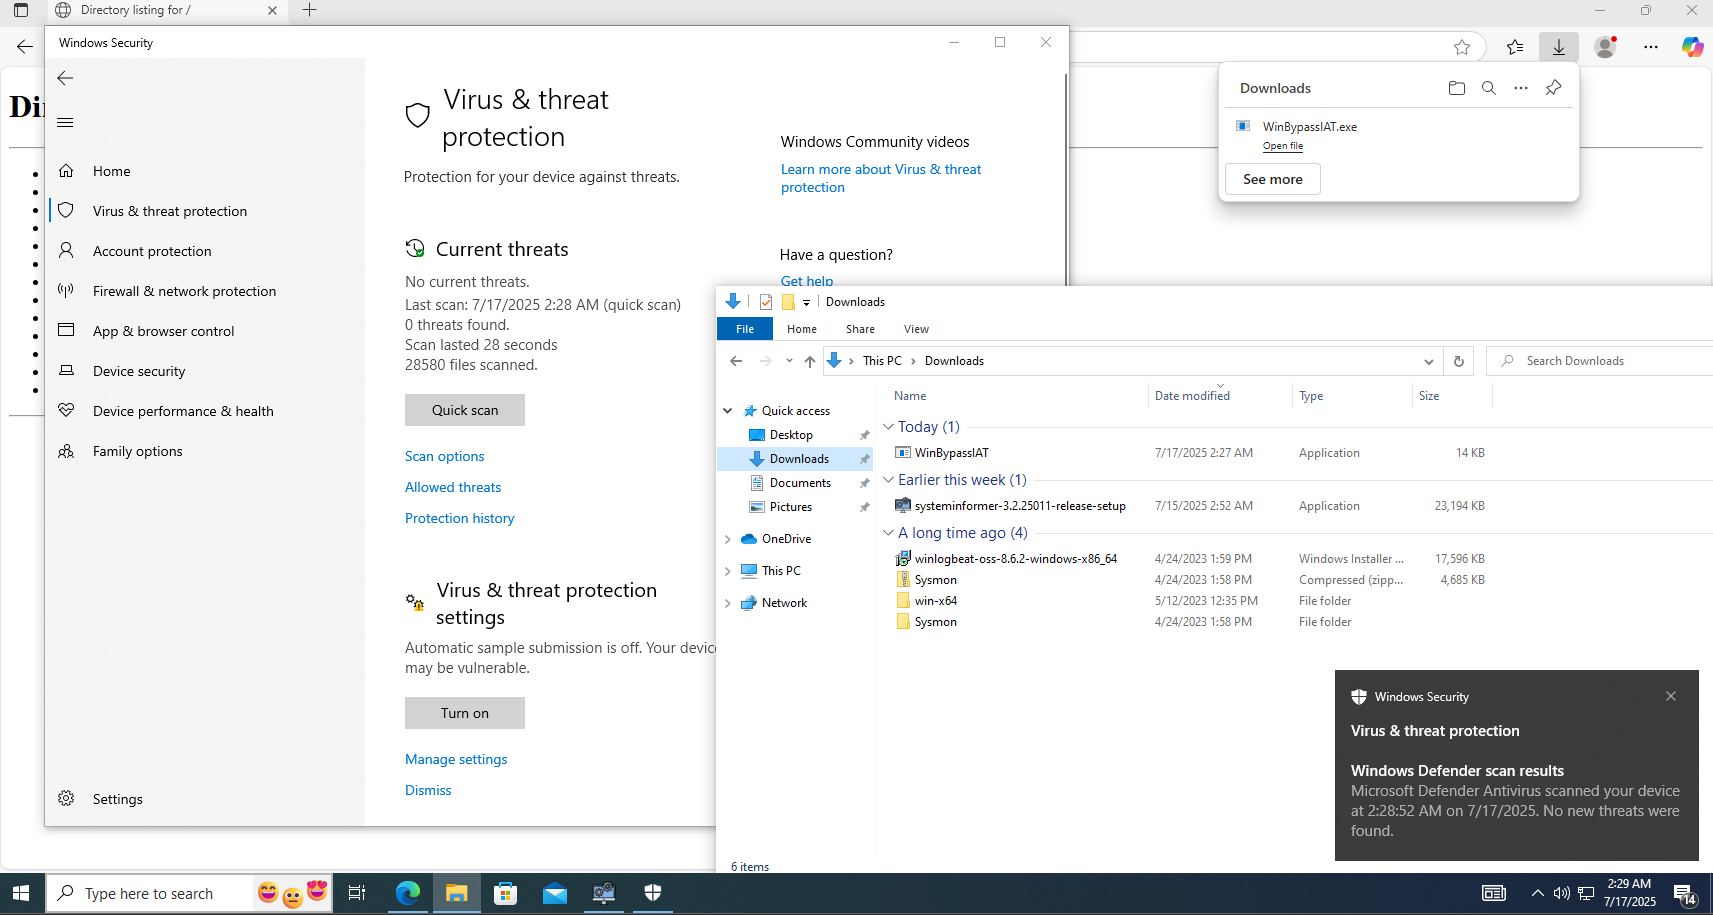 Directory listing for /
Windows Security
Dir
Home
Virus & threat protection
Account protection
Firewall & network protection
App & browser control
Device security
Device performance & health
Family options
Settings
Virus & threat
protection
Protection for your device against threats.
Current threats
No current threats.
Last scan: 7/17/2025 2:28 AM (quick scan)
0 threats found.
Scan lasted 28 seconds
28580 files scanned.
Quick scan
Scan options
Allowed threats
Protection history
Virus & threat protection
settings
Automatic sample submission is off. Your device
may be vulnerable.
Turn on
Manage settings
Dismiss
Windows Community videos
Learn more about Virus & threat
protection
Have a question?
Get help
Downloads
WinBypassIAT.exe
Open file
See more
Downloads
File Home Share View
This PC Downloads
Search Downloads
Quick access
Desktop
Downloads
Documents
Pictures
OneDrive
This PC
Network
Name Date modified Type Size
Today (1)
WinBypassIAT 7/17/2025 2:27 AM Application 14 KB
Earlier this week (1)
systeminformer-3.2.25011-release-setup 7/15/2025 2:52 AM Application 23,194 KB
A long time ago (4)
winlogbeat-oss-8.6.2-windows-x86_64 4/24/2023 1:59 PM Windows Installer ... 17,596 KB
Sysmon 4/24/2023 1:58 PM Compressed (zipp... 4,685 KB
win-x64 5/12/2023 12:35 PM File folder
Sysmon 4/24/2023 1:58 PM File folder
6 items
Windows Security
Virus & threat protection
Windows Defender scan results
Microsoft Defender Antivirus scanned your device
at 2:28:52 AM on 7/17/2025. No new threats were
found.
Type here to search
2:29 AM
7/17/2025
14